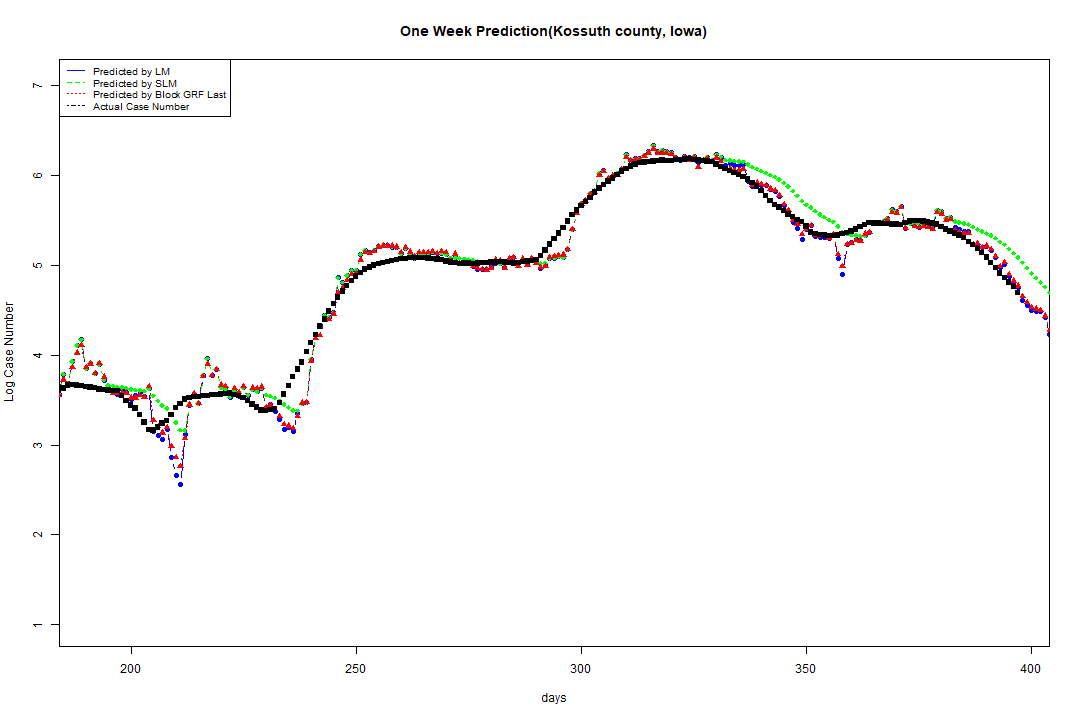 One Week Prediction(Kossuth county, Iowa)
Predicted by LM
Predicted by SLM
Predicted by Block GRF Last
Actual Case Number
7
6
5
4
3
2
1
Log Case Number
200 250 300 350 400
days